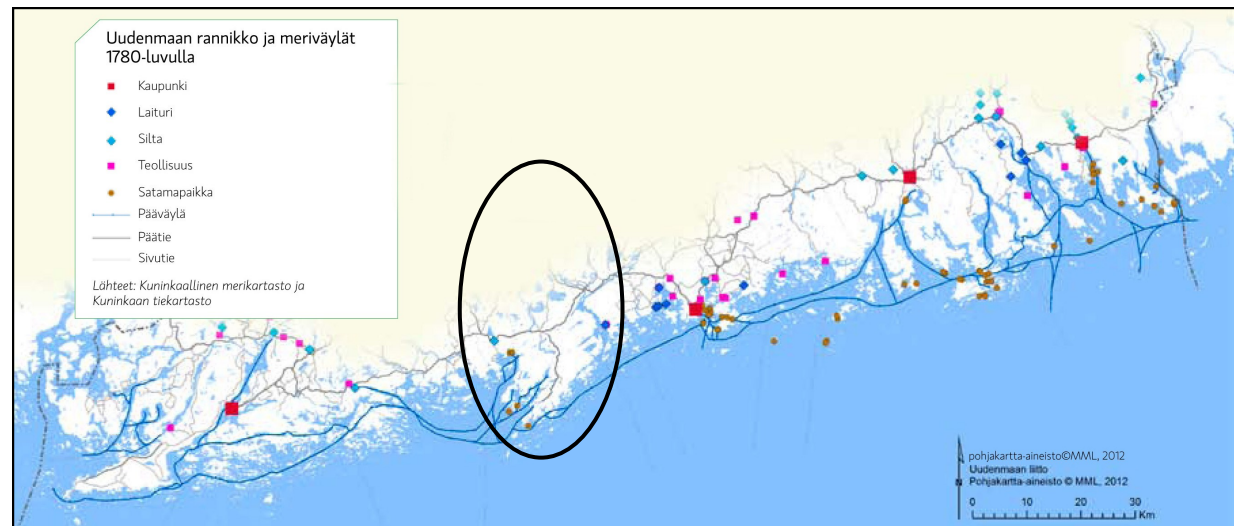 Uudenmaan rannikko ja meriväylät
1780-luvulla
Kaupunki
Laituri
Silta
Teollisuus
Satamapaikka
Pääväylä
Päätie
Sivutie
Lähteet: Kuninkaallinen merikartasto ja
Kuninkaan tiekartasto
pohjakartta-aineisto©MML, 2012
Uudenmaan liitto
N Pohjakartta-aineisto © MML, 2012
0 10 20 30
Km